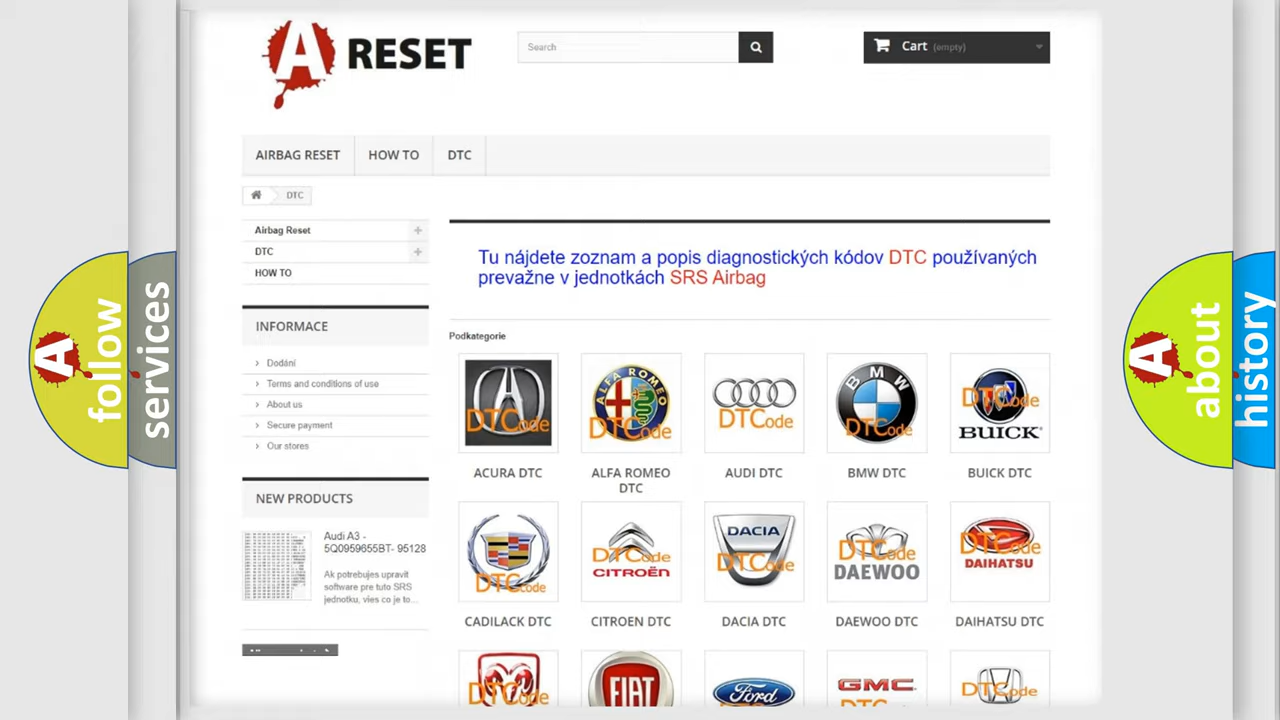 A RESET
Search
Cart (empty)
AIRBAG RESET
HOW TO
DTC
DTC
Airbag Reset
DTC
HOW TO
INFORMACE
Dodání
Terms and conditions of use
About us
Secure payment
Our stores
NEW PRODUCTS
Audi A3 -
5Q0959655BT- 95128
Ak potrebujes upravit
software pre tuto SRS
jednotku, vies co je to...
Tu nájdete zoznam a popis diagnostických kódov DTC používaných
prevažne v jednotkách SRS Airbag
Podkategorie
DTCode
ALFA ROMEO
DTCode
DTCode
BMW
DTCode
DTCode
BUICK
ACURA DTC
ALFA ROMEO
DTC
AUDI DTC
BMW DTC
BUICK DTC
DTCode
DTCode
CITROËN
DACIA
DTCode
DTCode
DAEWOO
DTCode
DAIHATSU
CADILACK DTC
CITROEN DTC
DACIA DTC
DAEWOO DTC
DAIHATSU DTC
DTCode
FIAT
Ford
GMC
DTCode
A follow
services
A about
history